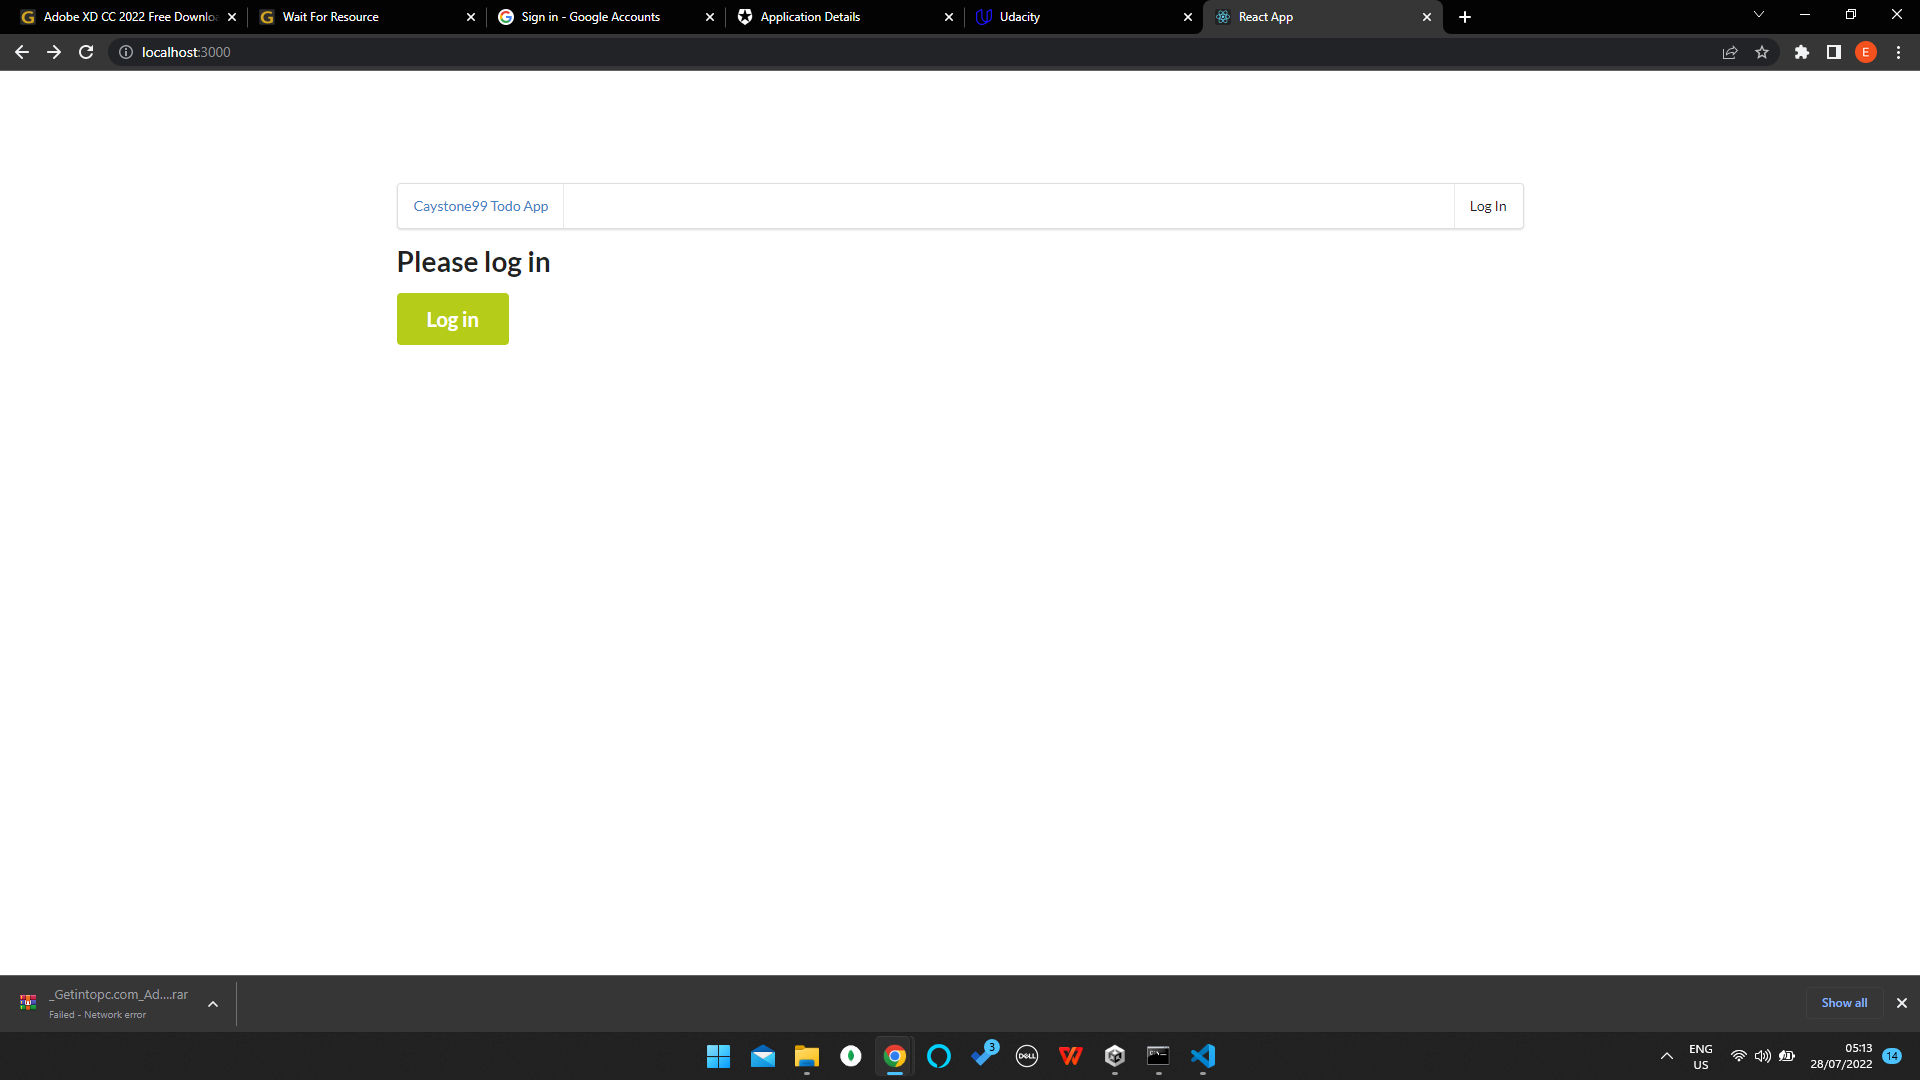 Adobe XD CC 2022 Free Downlo
Wait For Resource
Sign in - Google Accounts
Application Details
Udacity
React App
localhost:3000
E
Caystone99 Todo App
Log In
Please log in
Log in
_Getintopc.com_Ad....rar
Failed - Network error
Show all
3
DELL
ENG
US
05:13
28/07/2022
14